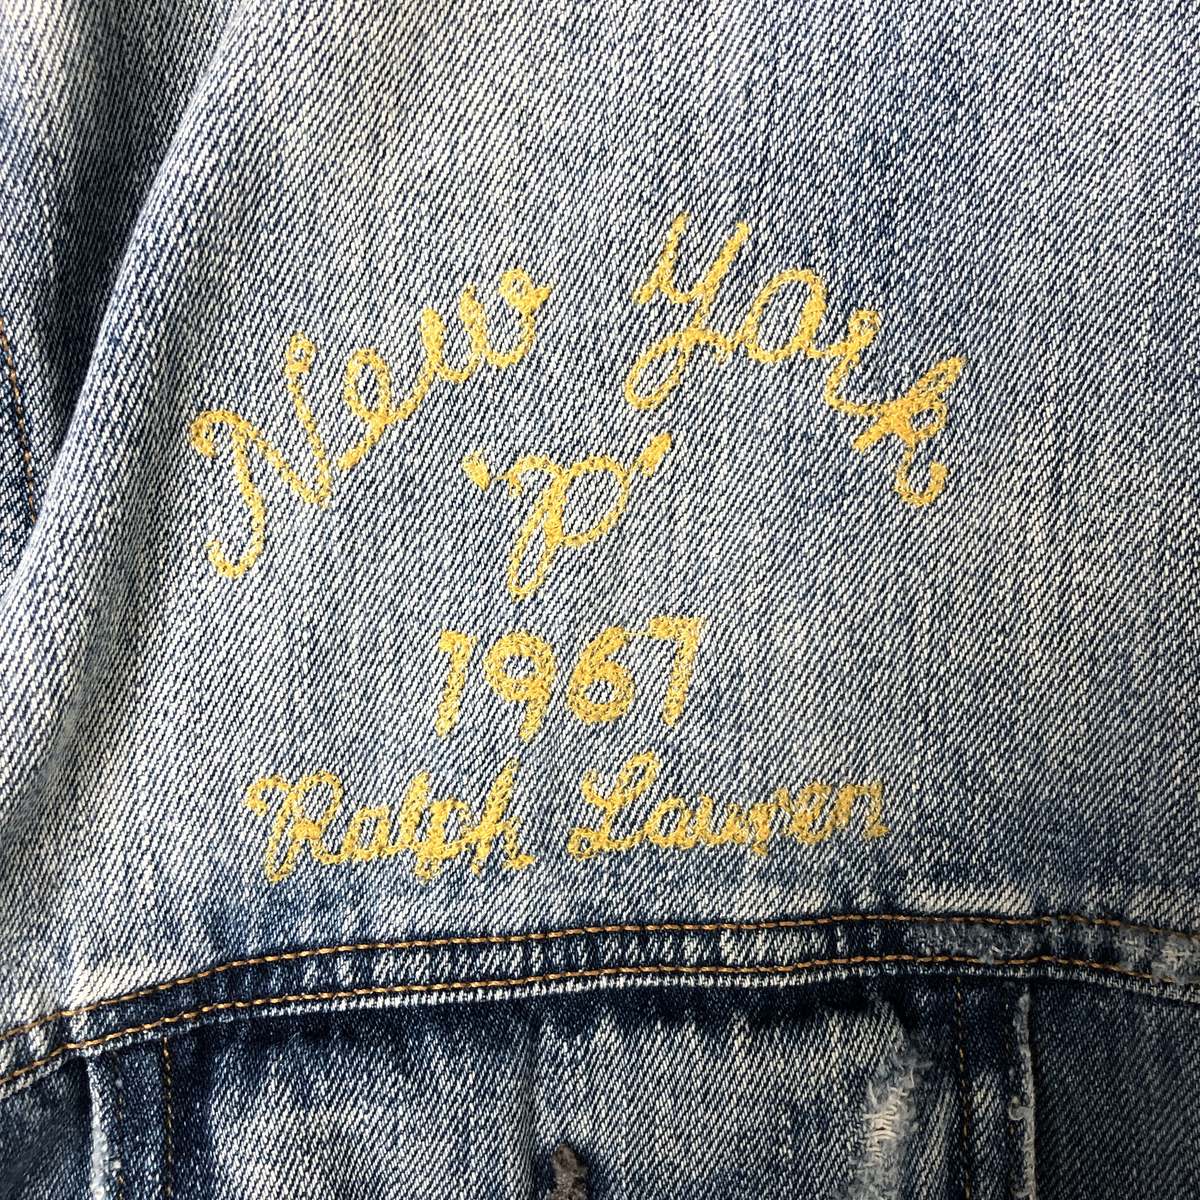 New York
'P'
1967
Ralph Lauren